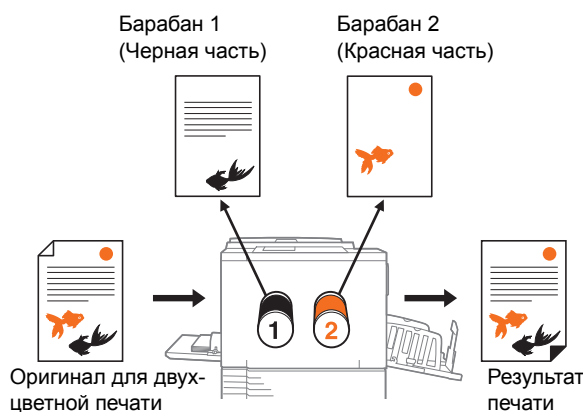 Барабан 1
(Черная часть)
Барабан 2
(Красная часть)
1
2
Оригинал для двух-
цветной печати
Результат
печати